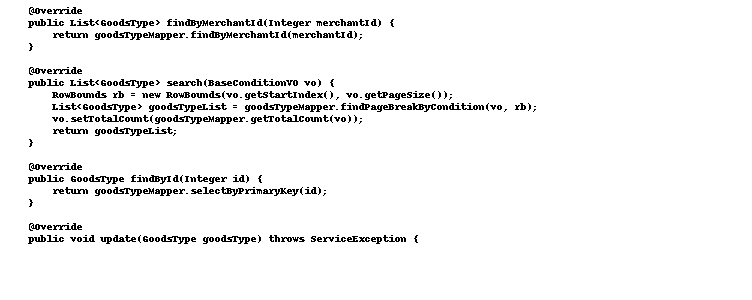 @Override
public List<GoodsType> findByMerchantId(Integer merchantId) {
return goodsTypeMapper.findByMerchantId(merchantId);
}
@Override
public List<GoodsType> search(BaseConditionVO vo) {
RowBounds rb = new RowBounds(vo.getStartIndex(), vo.getPageSize());
List<GoodsType> goodsTypeList = goodsTypeMapper.findPageBreakByCondition(vo, rb);
vo.setTotalCount(goodsTypeMapper.getTotalCount(vo));
return goodsTypeList;
}
@Override
public GoodsType findById(Integer id) {
return goodsTypeMapper.selectByPrimaryKey(id);
}
@Override
public void update(GoodsType goodsType) throws ServiceException {